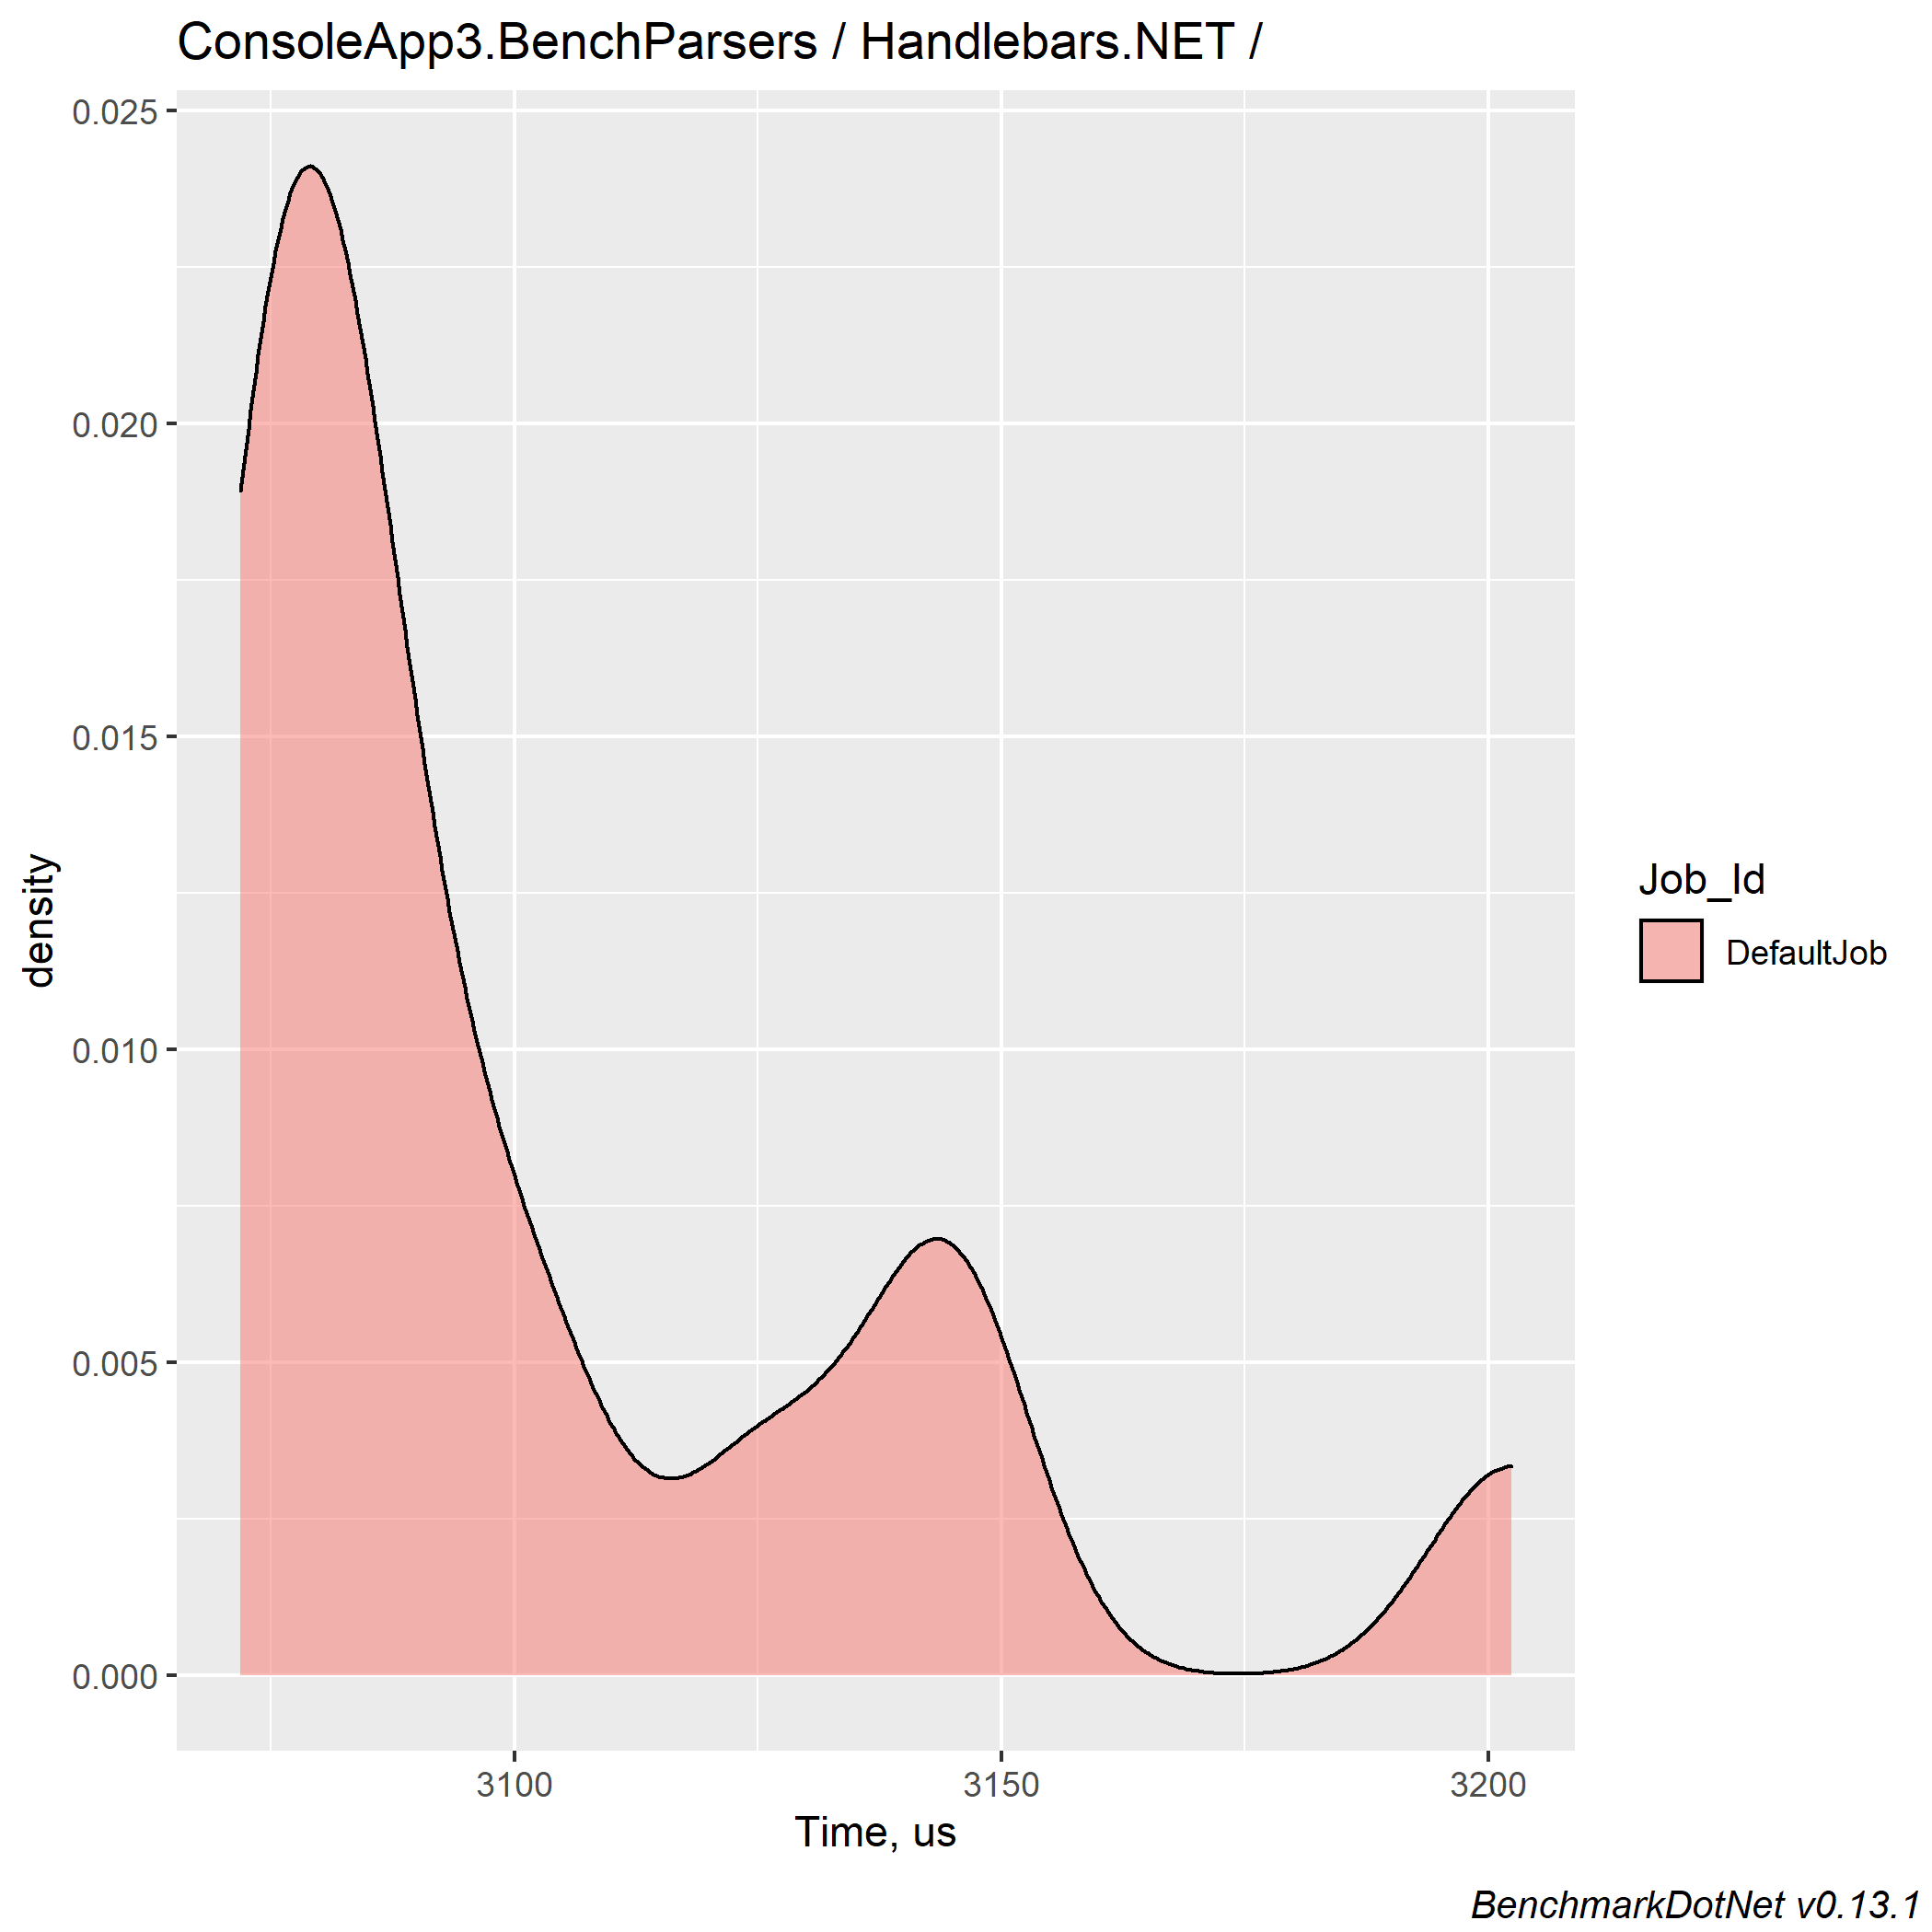 ConsoleApp3.BenchParsers / Handlebars.NET /
0.025
0.020
0.015
0.010
0.005
0.000
density
3100 3150 3200
Time, us
Job_Id
DefaultJob
BenchmarkDotNet v0.13.1